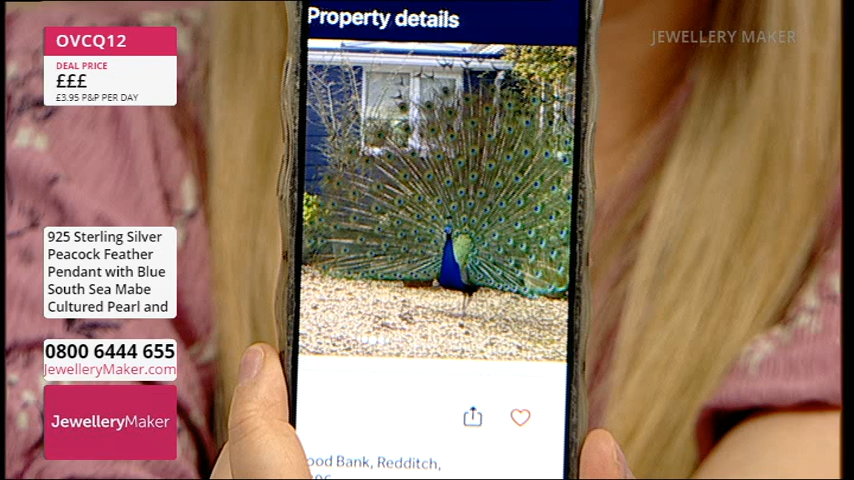 OVCQ12
DEAL PRICE
£££
£3.95 P&P PER DAY
Property details
JEWELLERY MAKER
925 Sterling Silver
Peacock Feather
Pendant with Blue
South Sea Mabe
Cultured Pearl and
0800 6444 655
JewelleryMaker.com
JewelleryMaker
ood Bank, Redditch,